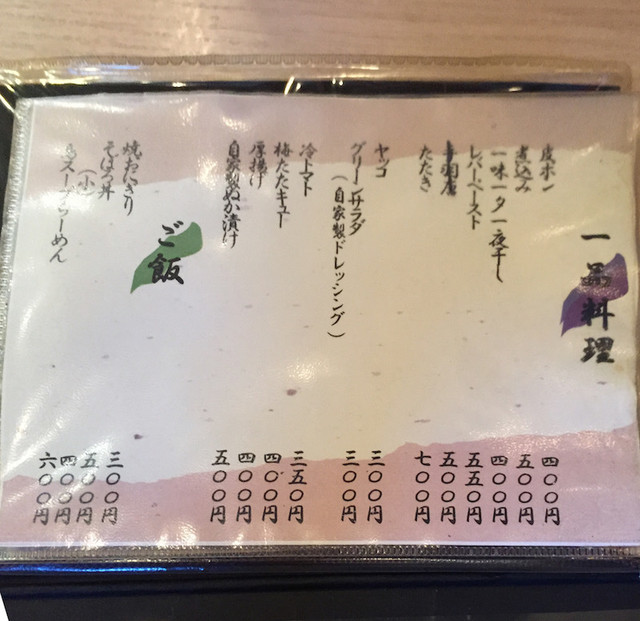 一品料理
皮ポン 四〇〇円
煮込み 五〇〇円
一味一夕一夜干し 四〇〇円
レバーペースト 五五〇円
五〇〇円
たたき 七〇〇円
ヤッコ 三〇〇円
グリーンサラダ（自家製ドレッシング） 三〇〇円
冷トマト 三五〇円
梅たたキュー 四〇〇円
厚揚げ 四〇〇円
自家製ぬか漬け 五〇〇円
ご飯
焼おにぎり 三〇〇円
そぼろ丼 五〇〇円
（小） 四〇〇円
スープらーめん 六〇〇円